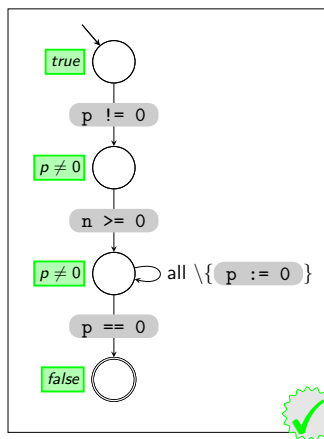 true
p != 0
p ≠ 0
n >= 0
p ≠ 0 all \{ p := 0 }
p == 0
false